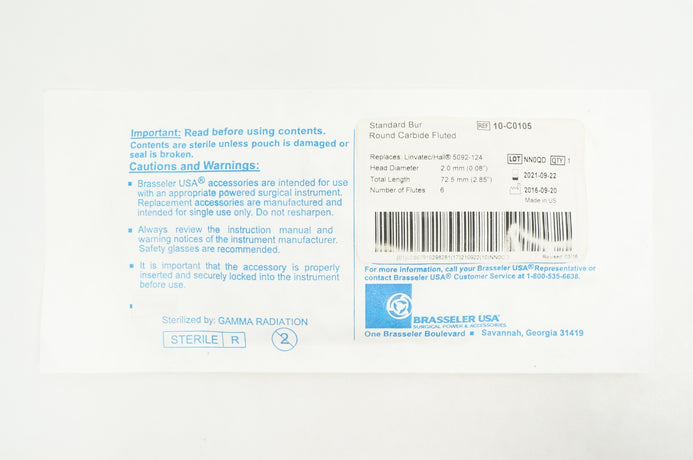 Important: Read before using contents.
Contents are sterile unless pouch is damaged or
seal is broken.
Cautions and Warnings:
▪ Brasseler USA® accessories are intended for use
with an appropriate powered surgical instrument.
Replacement accessories are manufactured and
intended for single use only. Do not resharpen.
▪ Always review the instruction manual and
warning notices of the instrument manufacturer.
Safety glasses are recommended.
▪ It is important that the accessory is properly
inserted and securely locked into the instrument
before use.
Sterilized by: GAMMA RADIATION
STERILE R
2
Standard Bur REF 10-C0105
Round Carbide Fluted
Replaces: Linvatec/Hall® 5092-124 LOT NN0QD QTY 1
Head Diameter 2.0 mm (0.08") 2021-09-22
Total Length 72.5 mm (2.85") 2016-09-20
Number of Flutes 6 Made in US
Revised
For more information, call your Brasseler USA® Representative or
contact Brasseler USA® Customer Service at 1-800-535-6638.
BRASSELER USA®
SURGICAL POWER & ACCESSORIES
One Brasseler Boulevard ▪ Savannah, Georgia 31419